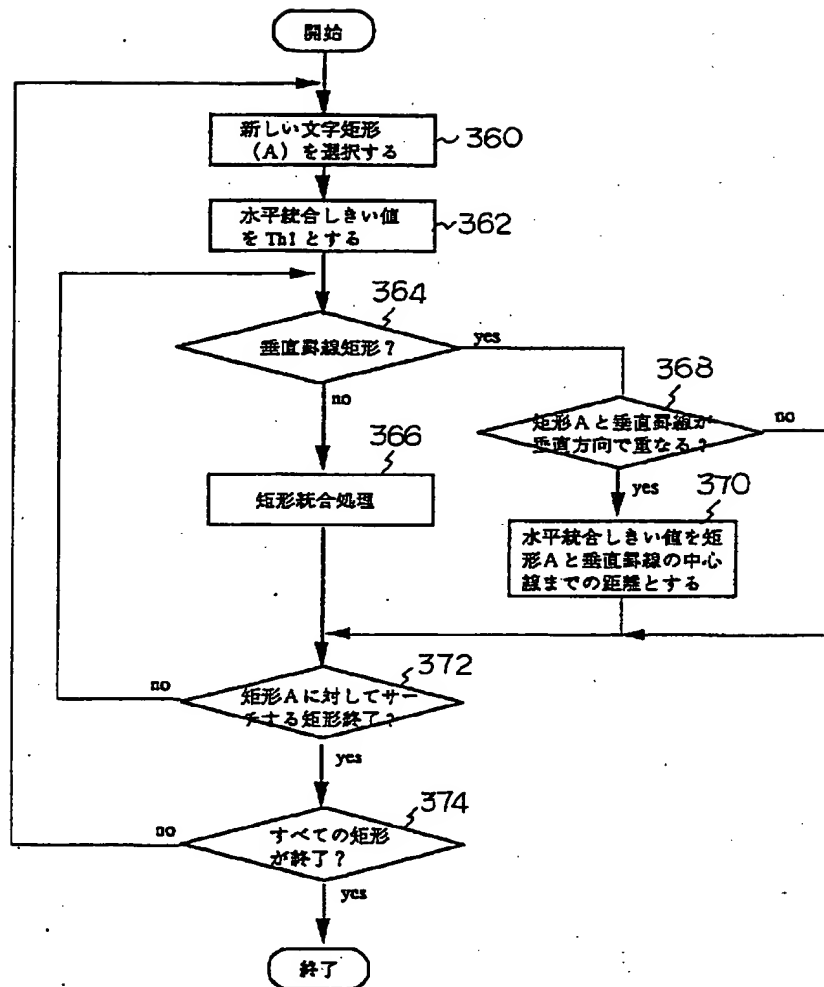 開始
新しい文字矩形
（A）を選択する
360
水平統合しきい値
を Th1とする
362
364
垂直罫線矩形？
yes
no
368
矩形Aと垂直罫線が
垂直方向で重なる？
no
yes
366
矩形統合処理
370
水平統合しきい値を矩
形Aと垂直罫線の中心
線までの距離とする
372
矩形Aに対してサー
チする矩形終了？
no
yes
374
すべての矩形
が終了？
no
yes
終了